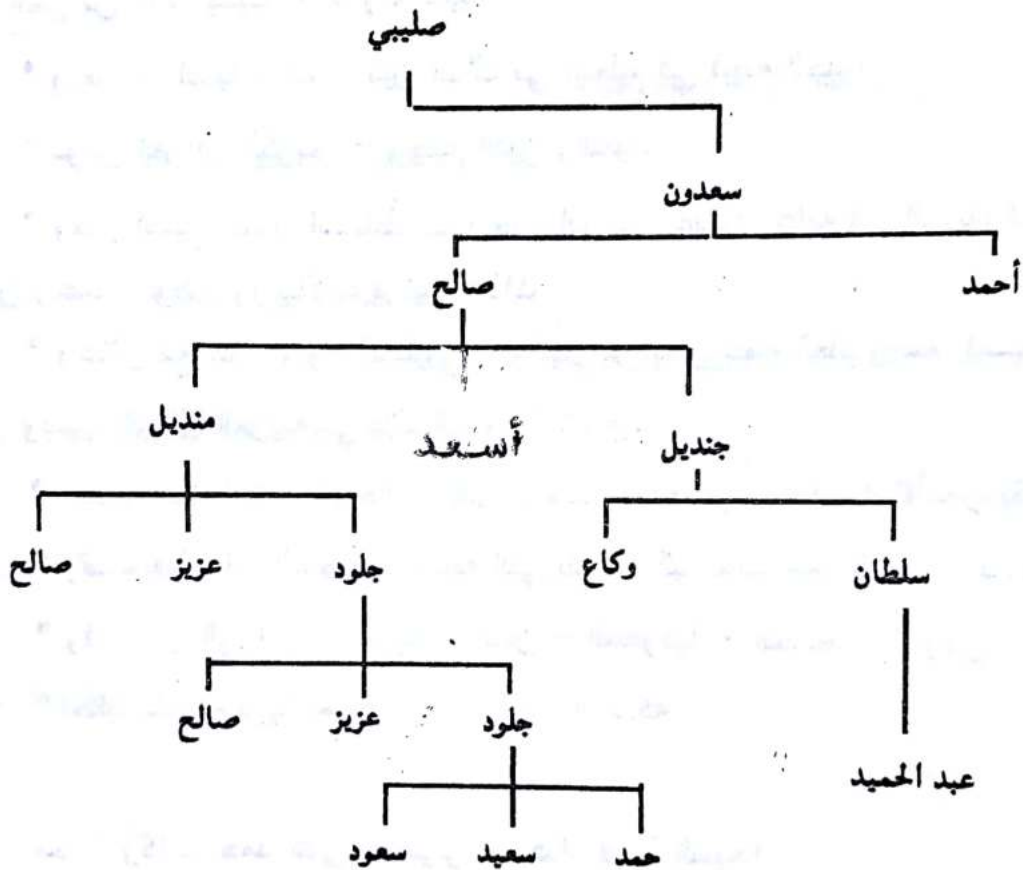 صليبي
سعدون
أحمد
صالح
جنديل
أسعد
منديل
سلطان
وكاع
جلود
عزيز
صالح
جلود
عزيز
صالح
عبد الحميد
حمد
سعيد
سعود